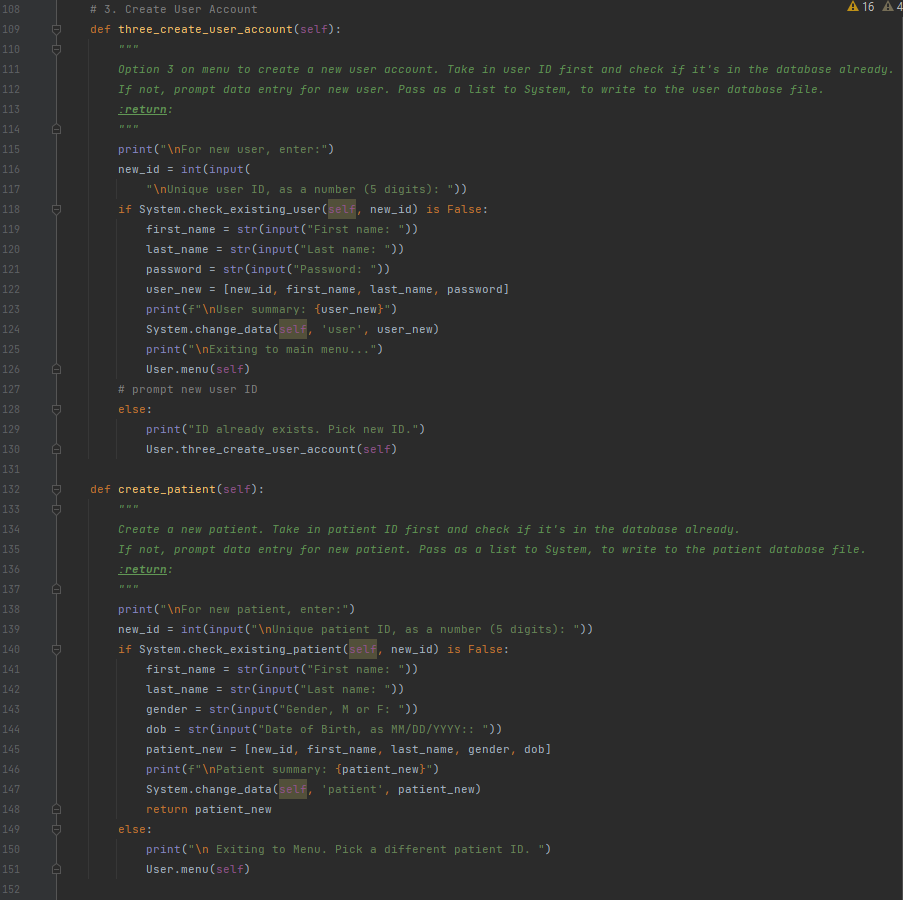 108 # 3. Create User Account 16 4
109 def three_create_user_account(self):
110 """
111 Option 3 on menu to create a new user account. Take in user ID first and check if it's in the database already.
112 If not, prompt data entry for new user. Pass as a list to System, to write to the user database file.
113 :return:
114 """
115 print("\nFor new user, enter:")
116 new_id = int(input(
117 "\nUnique user ID, as a number (5 digits): "))
118 if System.check_existing_user(self, new_id) is False:
119 first_name = str(input("First name: "))
120 last_name = str(input("Last name: "))
121 password = str(input("Password: "))
122 user_new = [new_id, first_name, last_name, password]
123 print(f"\nUser summary: {user_new}")
124 System.change_data(self, 'user', user_new)
125 print("\nExiting to main menu...")
126 User.menu(self)
127 # prompt new user ID
128 else:
129 print("ID already exists. Pick new ID.")
130 User.three_create_user_account(self)
131
132 def create_patient(self):
133 """
134 Create a new patient. Take in patient ID first and check if it's in the database already.
135 If not, prompt data entry for new patient. Pass as a list to System, to write to the patient database file.
136 :return:
137 """
138 print("\nFor new patient, enter:")
139 new_id = int(input("\nUnique patient ID, as a number (5 digits): "))
140 if System.check_existing_patient(self, new_id) is False:
141 first_name = str(input("First name: "))
142 last_name = str(input("Last name: "))
143 gender = str(input("Gender, M or F: "))
144 dob = str(input("Date of Birth, as MM/DD/YYYY:: "))
145 patient_new = [new_id, first_name, last_name, gender, dob]
146 print(f"\nPatient summary: {patient_new}")
147 System.change_data(self, 'patient', patient_new)
148 return patient_new
149 else:
150 print("\n Exiting to Menu. Pick a different patient ID. ")
151 User.menu(self)
152